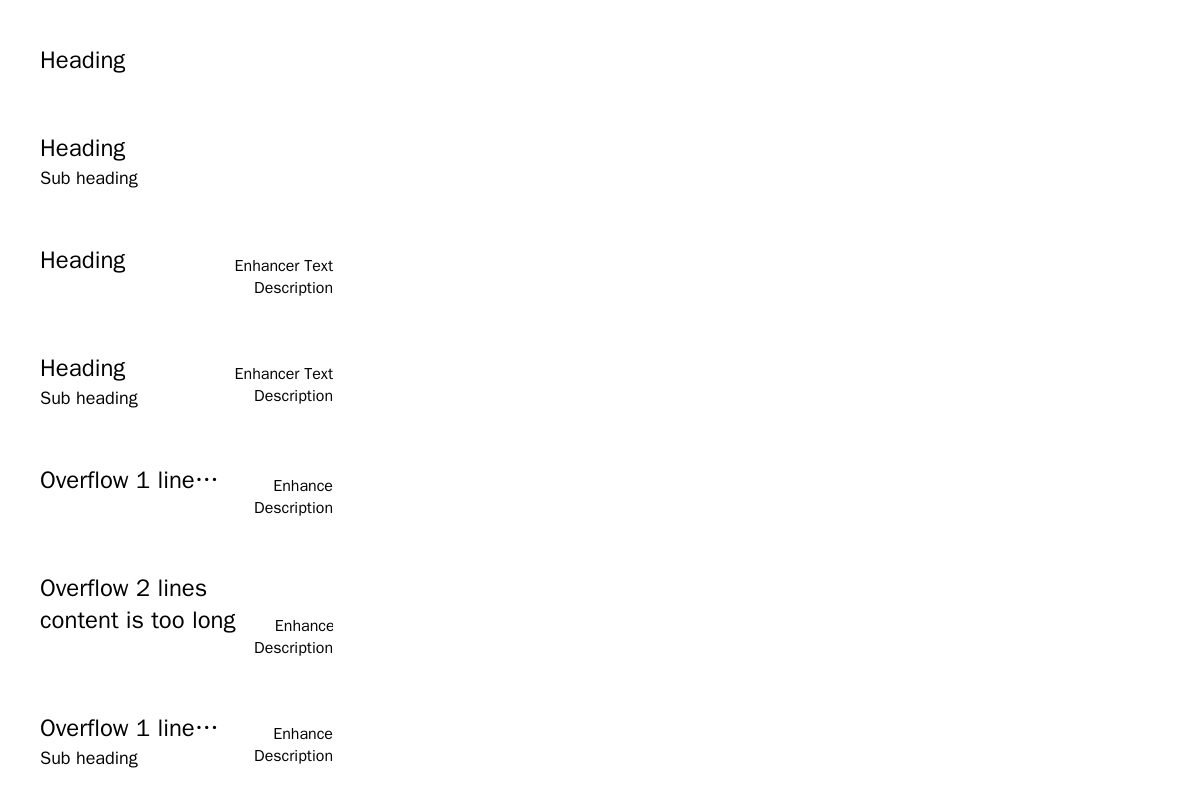 Heading
Heading
Sub heading
Heading
Enhancer Text
Description
Heading
Enhancer Text
Sub heading
Description
Overflow 1 line…
Enhance
Description
Overflow 2 lines
content is too long
Enhance
Description
Overflow 1 line…
Enhance
Sub heading
Description